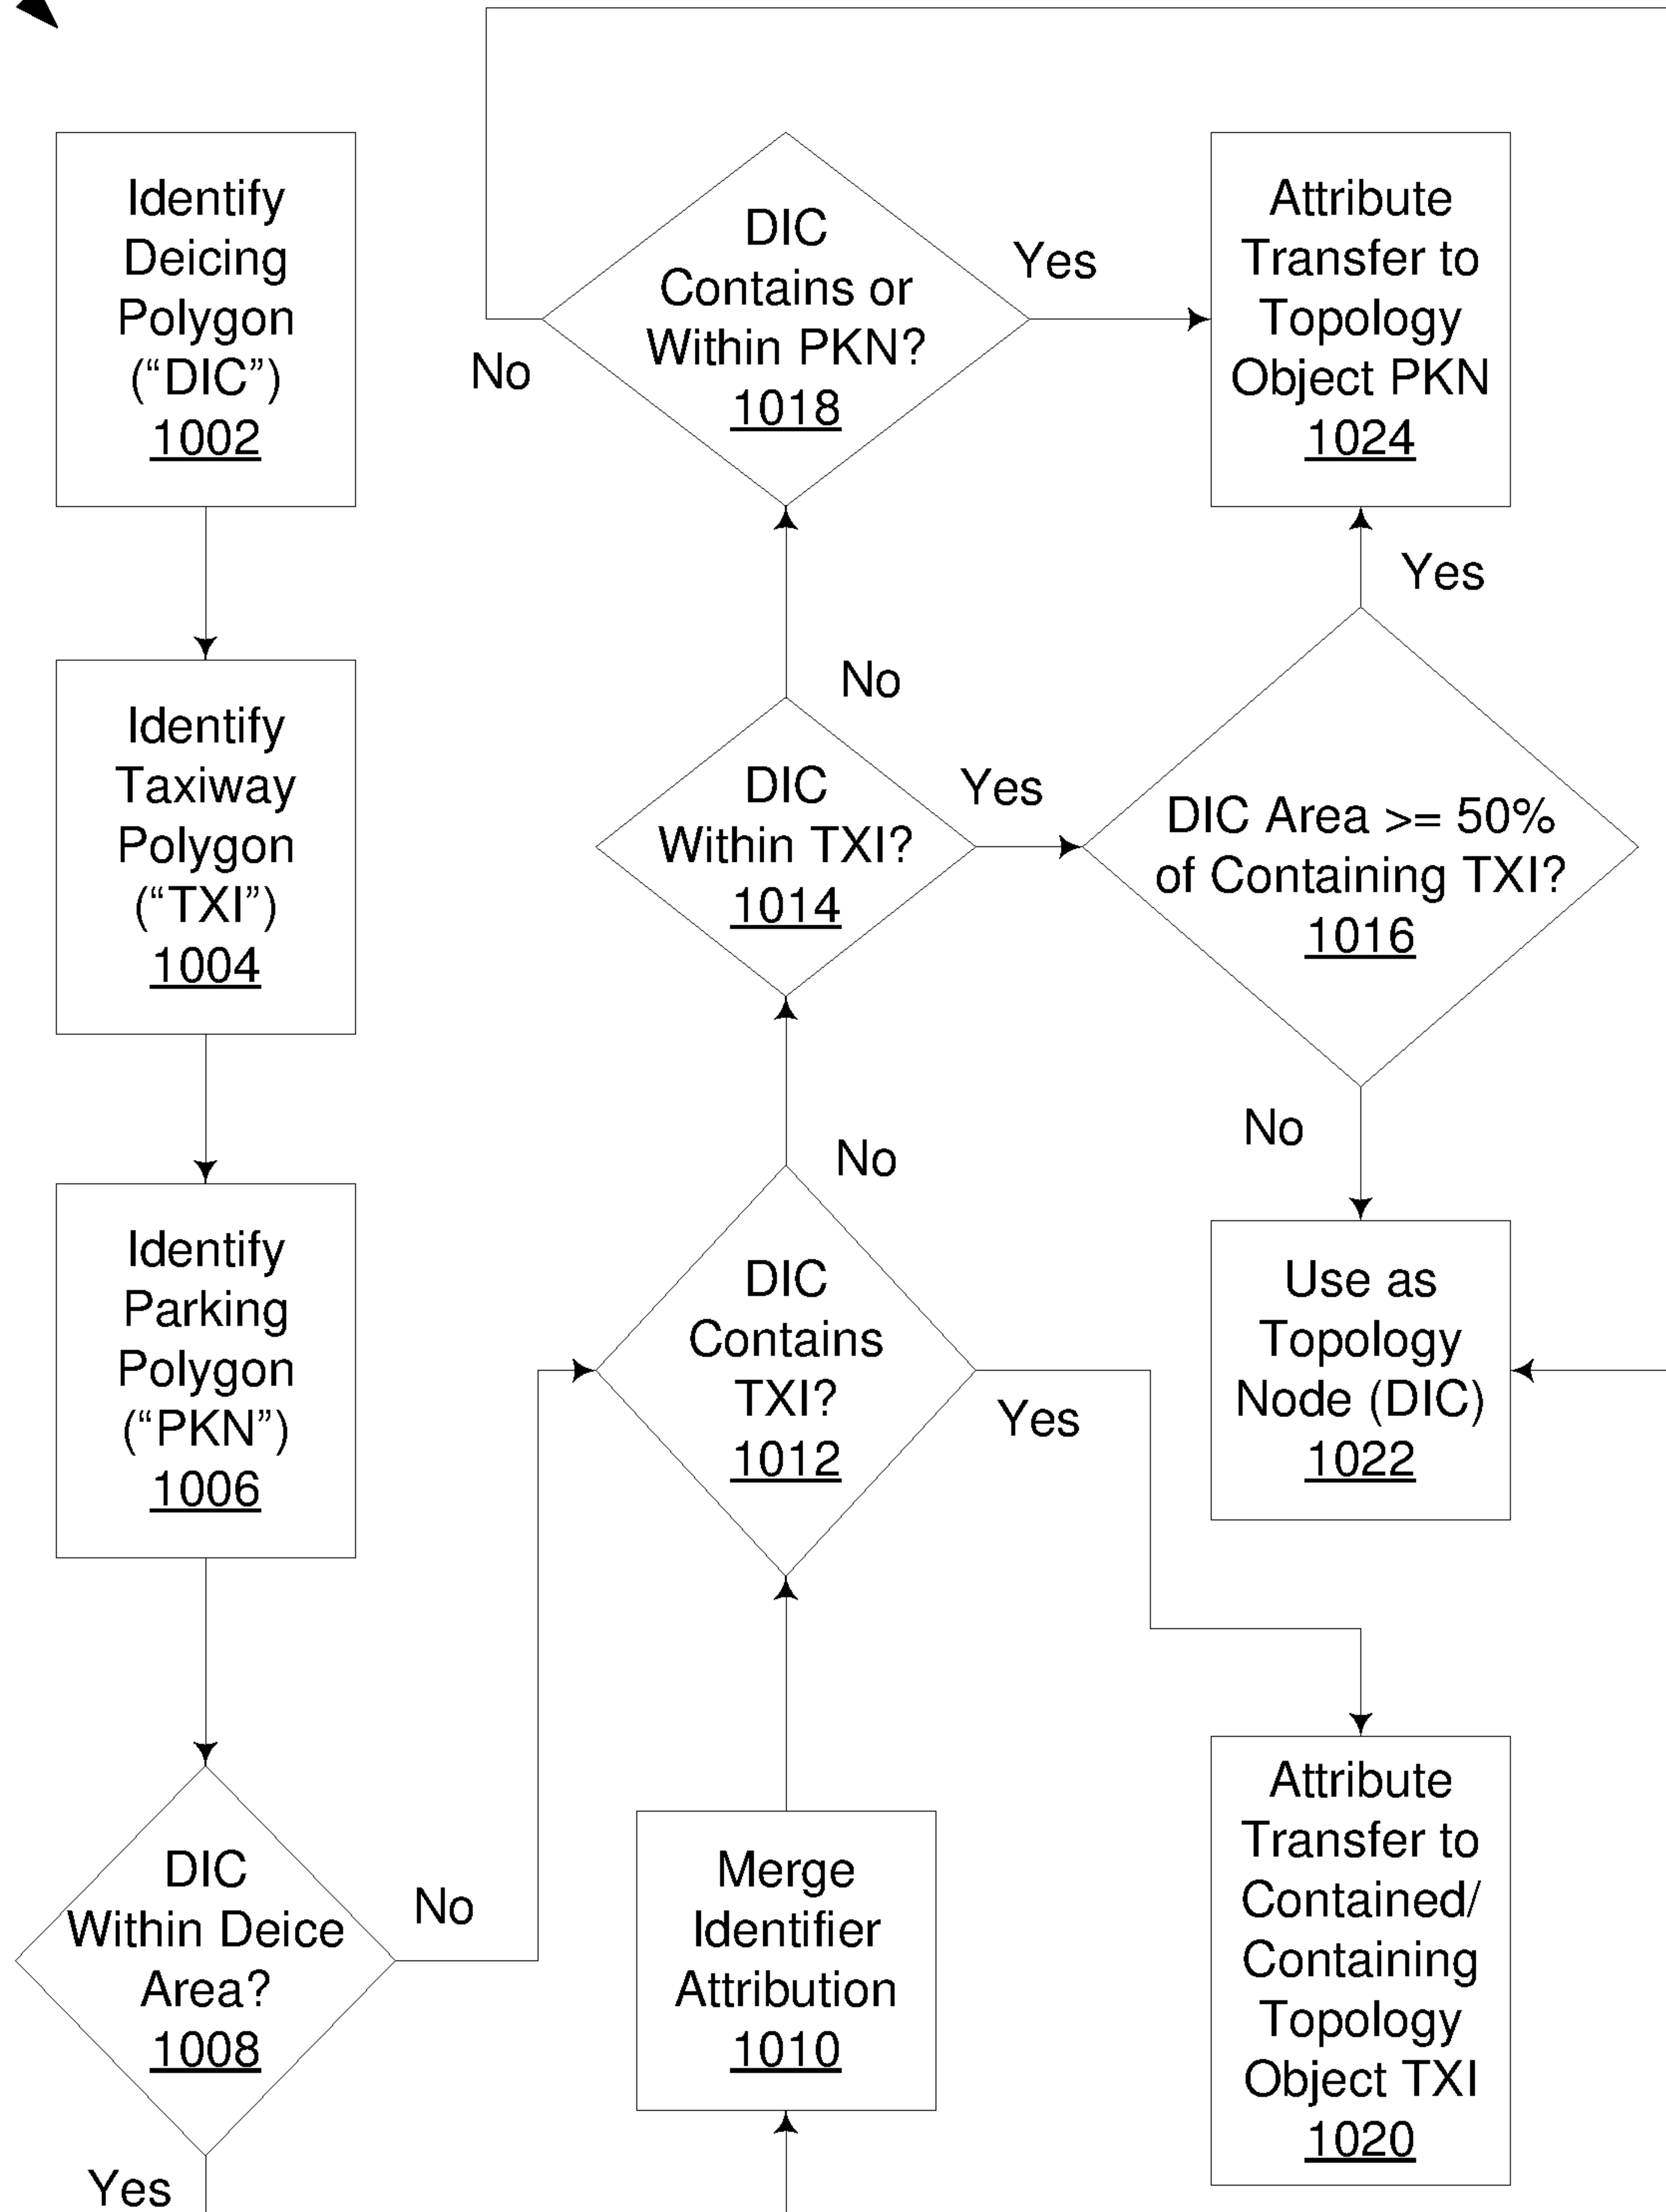 Identify
Deicing
Polygon
(“DIC”)
1002
Identify
Taxiway
Polygon
(“TXI”)
1004
Identify
Parking
Polygon
(“PKN”)
1006
DIC
Within Deice
Area?
1008
No
Yes
Merge
Identifier
Attribution
1010
DIC
Contains
TXI?
1012
No
Yes
DIC
Within TXI?
1014
No
Yes
DIC Area >= 50%
of Containing TXI?
1016
Yes
No
DIC
Contains or
Within PKN?
1018
No
Yes
Attribute
Transfer to
Topology
Object PKN
1024
Use as
Topology
Node (DIC)
1022
Attribute
Transfer to
Contained/
Containing
Topology
Object TXI
1020